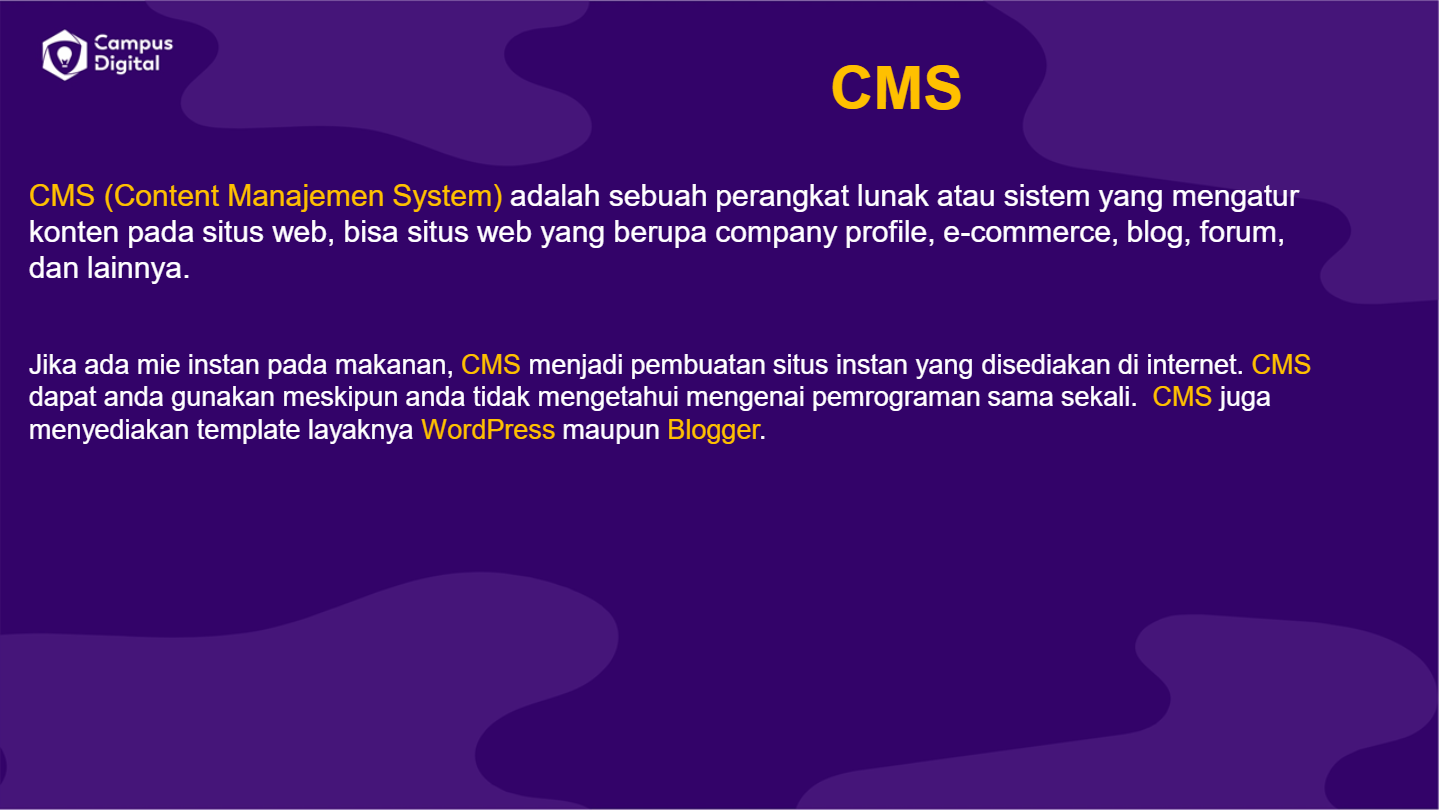 Campus
Digital
CMS
CMS (Content Manajemen System) adalah sebuah perangkat lunak atau sistem yang mengatur
konten pada situs web, bisa situs web yang berupa company profile, e-commerce, blog, forum,
dan lainnya.
Jika ada mie instan pada makanan, CMS menjadi pembuatan situs instan yang disediakan di internet. CMS
dapat anda gunakan meskipun anda tidak mengetahui mengenai pemrograman sama sekali.  CMS juga
menyediakan template layaknya WordPress maupun Blogger.